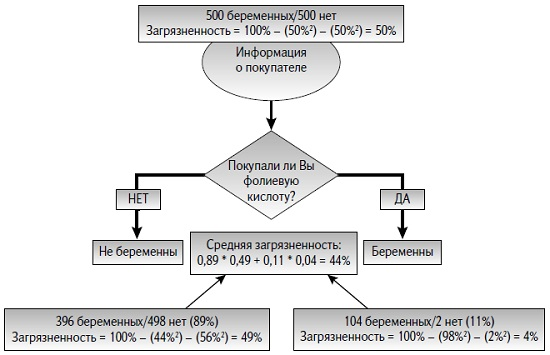 500 беременных/500 нет
Загрязненность = 100% – (50%²) – (50%²) = 50%
Информация
о покупателе
Покупали ли Вы
фолиевую
кислоту?
НЕТ
ДА
Не беременны
Средняя загрязненность:
0,89 * 0,49 + 0,11 * 0,04 = 44%
Беременны
396 беременных/498 нет (89%)
Загрязненность = 100% – (44%²) – (56%²) = 49%
104 беременных/2 нет (11%)
Загрязненность = 100% – (98%²) – (2%²) = 4%